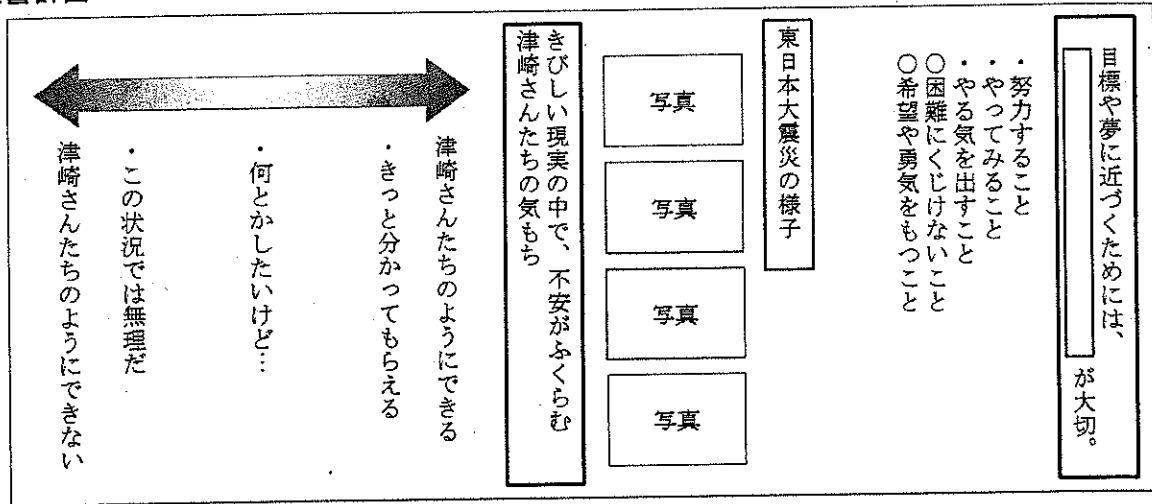 目標や夢に近づくためには、
が大切。
・努力すること
・やってみること
・やる気を出すこと
○困難にくじけないこと
○希望や勇気をもつこと
東日本大震災の様子
写真
写真
写真
写真
きびしい現実の中で、不安がふくらむ
津崎さんたちの気もち
津崎さんたちのようにできる
・きっと分かってもらえる
・何とかしたいけど…
・この状況では無理だ
津崎さんたちのようにできない